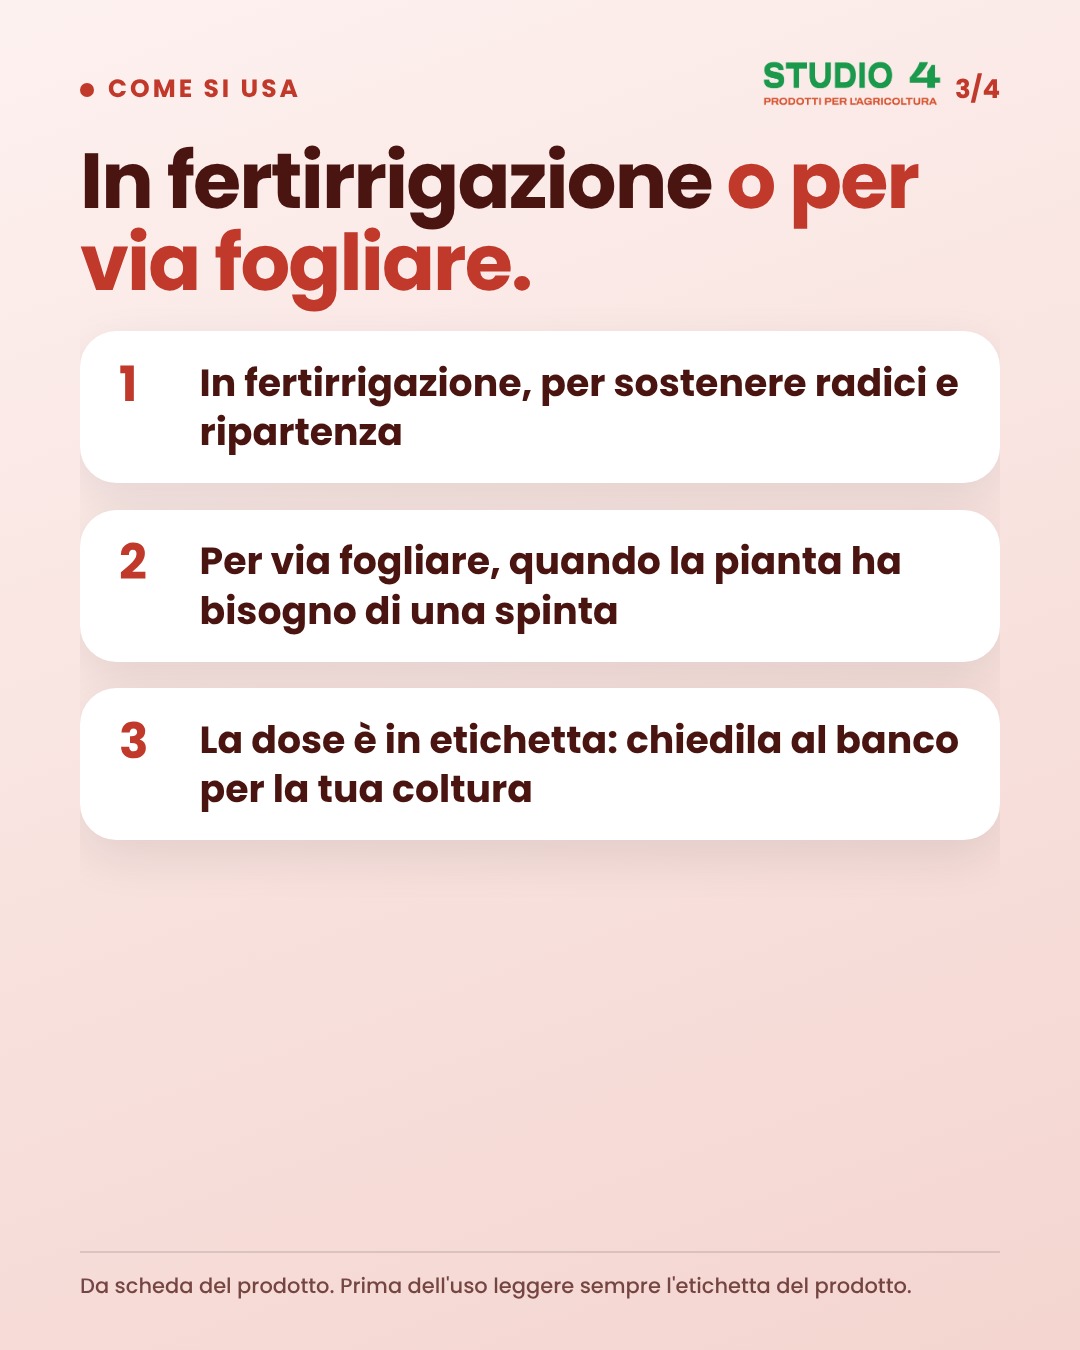 COME SI USA
STUDIO 4
PRODOTTI PER L'AGRICOLTURA
3/4
In fertirrigazione o per
via fogliare.
1
In fertirrigazione, per sostenere radici e
ripartenza
2
Per via fogliare, quando la pianta ha
bisogno di una spinta
3
La dose è in etichetta: chiedila al banco
per la tua coltura
Da scheda del prodotto. Prima dell'uso leggere sempre l'etichetta del prodotto.